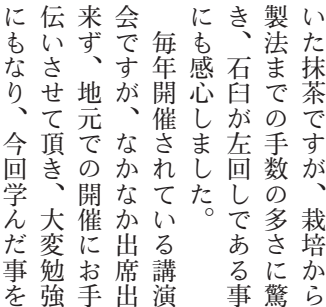 いた抹茶ですが、栽培から
製法までの手数の多さに驚
き、石臼が左回しである事
にも感心しました。
　毎年開催されている講演
会ですが、なかなか出席出
来ず、地元での開催にお手
伝いさせて頂き、大変勉強
にもなり、今回学んだ事を